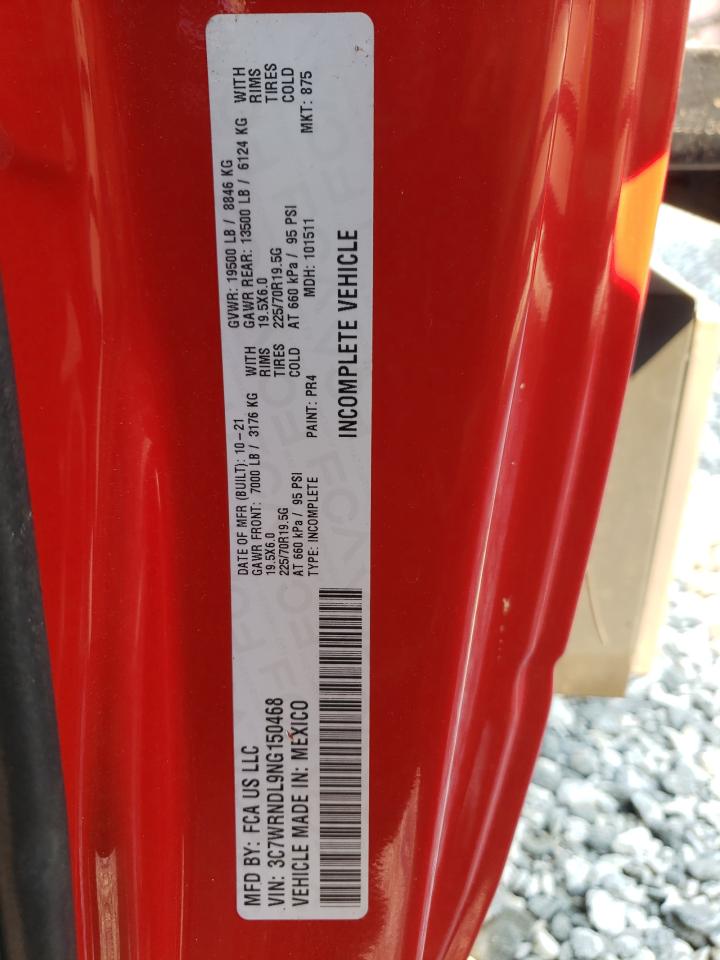 MFD BY: FCA US LLC
DATE OF MFR (BUILT): 10-21
GVWR: 19500 LB / 8846 KG
GAWR FRONT: 7000 LB / 3176 KG WITH
GAWR REAR: 13500 LB / 6124 KG WITH
19.5X6.0 RIMS
19.5X6.0 RIMS
225/70R19.5G TIRES
225/70R19.5G TIRES
AT 660 kPa / 95 PSI COLD
AT 660 kPa / 95 PSI COLD
VIN: 3C7WRNDL9NG150468
TYPE: INCOMPLETE
PAINT: PR4
MDH: 101511
MKT: 875
VEHICLE MADE IN: MEXICO
INCOMPLETE VEHICLE